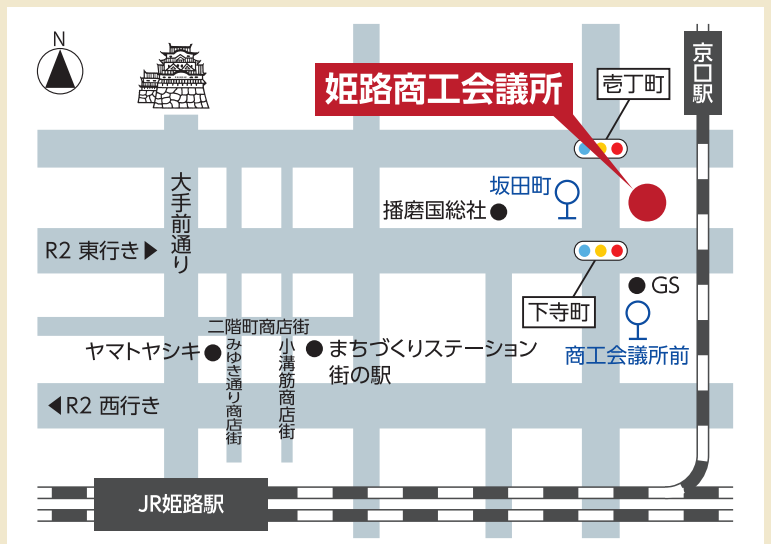 N
京口駅
姫路商工会議所
壱丁町
大手前通り
坂田町
播磨国総社
R2 東行き
GS
下寺町
二階町商店街
ヤマトヤシキ
みゆき通り商店街
小溝筋商店街
まちづくりステーション
街の駅
商工会議所前
R2 西行き
JR姫路駅